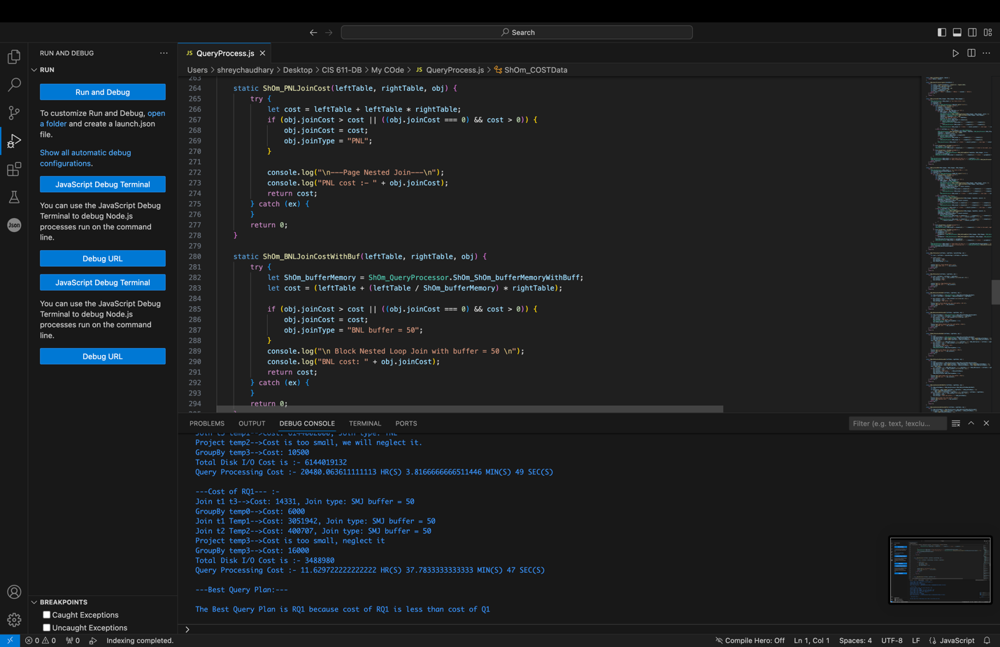 Search
RUN AND DEBUG
RUN
Run and Debug
To customize Run and Debug, open
a folder and create a launch.json
file.
Show all automatic debug
configurations.
JavaScript Debug Terminal
You can use the JavaScript Debug
Terminal to debug Node.js
processes run on the command
line.
Debug URL
JavaScript Debug Terminal
You can use the JavaScript Debug
Terminal to debug Node.js
processes run on the command
line.
Debug URL
Json
BREAKPOINTS
Caught Exceptions
Uncaught Exceptions
JS QueryProcess.js
Users > shreychaudhary > Desktop > CIS 611-DB > My COde > JS QueryProcess.js > ShOm_COSTData
263
264 static ShOm_PNLJoinCost(leftTable, rightTable, obj) {
265 try {
266 let cost = leftTable + leftTable * rightTable;
267 if (obj.joinCost > cost || ((obj.joinCost === 0) && cost > 0)) {
268 obj.joinCost = cost;
269 obj.joinType = "PNL";
270 }
271
272 console.log("\n---Page Nested Join---\n");
273 console.log("PNL cost :- " + obj.joinCost);
274 return cost;
275 } catch (ex) {
276 }
277 return 0;
278 }
279
280 static ShOm_BNLJoinCostWithBuf(leftTable, rightTable, obj) {
281 try {
282 let ShOm_bufferMemory = ShOm_QueryProcessor.ShOm_ShOm_bufferMemoryWithBuff;
283 let cost = (leftTable + (leftTable / ShOm_bufferMemory) * rightTable);
284
285 if (obj.joinCost > cost || ((obj.joinCost === 0) && cost > 0)) {
286 obj.joinCost = cost;
287 obj.joinType = "BNL buffer = 50";
288 }
289 console.log("\n Block Nested Loop Join with buffer = 50 \n");
290 console.log("BNL cost: " + obj.joinCost);
291 return cost;
292 } catch (ex) {
293 }
294 return 0;
PROBLEMS OUTPUT DEBUG CONSOLE TERMINAL PORTS
Filter (e.g. text, !exclu...
Join t3 temp1-->Cost: 6144002000, Join type: PNL
Project temp2-->Cost is too small, we will neglect it.
GroupBy temp3-->Cost: 10500
Total Disk I/O Cost is :- 6144019132
Query Processing Cost :- 20480.063611111113 HR(S) 3.8166666666511446 MIN(S) 49 SEC(S)
---Cost of RQ1--- :-
Join t1 t3-->Cost: 14331, Join type: SMJ buffer = 50
GroupBy temp0-->Cost: 6000
Join t1 Temp1-->Cost: 3051942, Join type: SMJ buffer = 50
Join t2 Temp2-->Cost: 400707, Join type: SMJ buffer = 50
Project temp3-->Cost is too small, neglect it
GroupBy temp3-->Cost: 16000
Total Disk I/O Cost is :- 3488980
Query Processing Cost :- 11.629722222222222 HR(S) 37.7833333333333 MIN(S) 47 SEC(S)
---Best Query Plan:---
The Best Query Plan is RQ1 because cost of RQ1 is less than cost of Q1
>
0 0 0 Indexing completed.
Compile Hero: Off Ln 1, Col 1 Spaces: 4 UTF-8 LF JavaScript